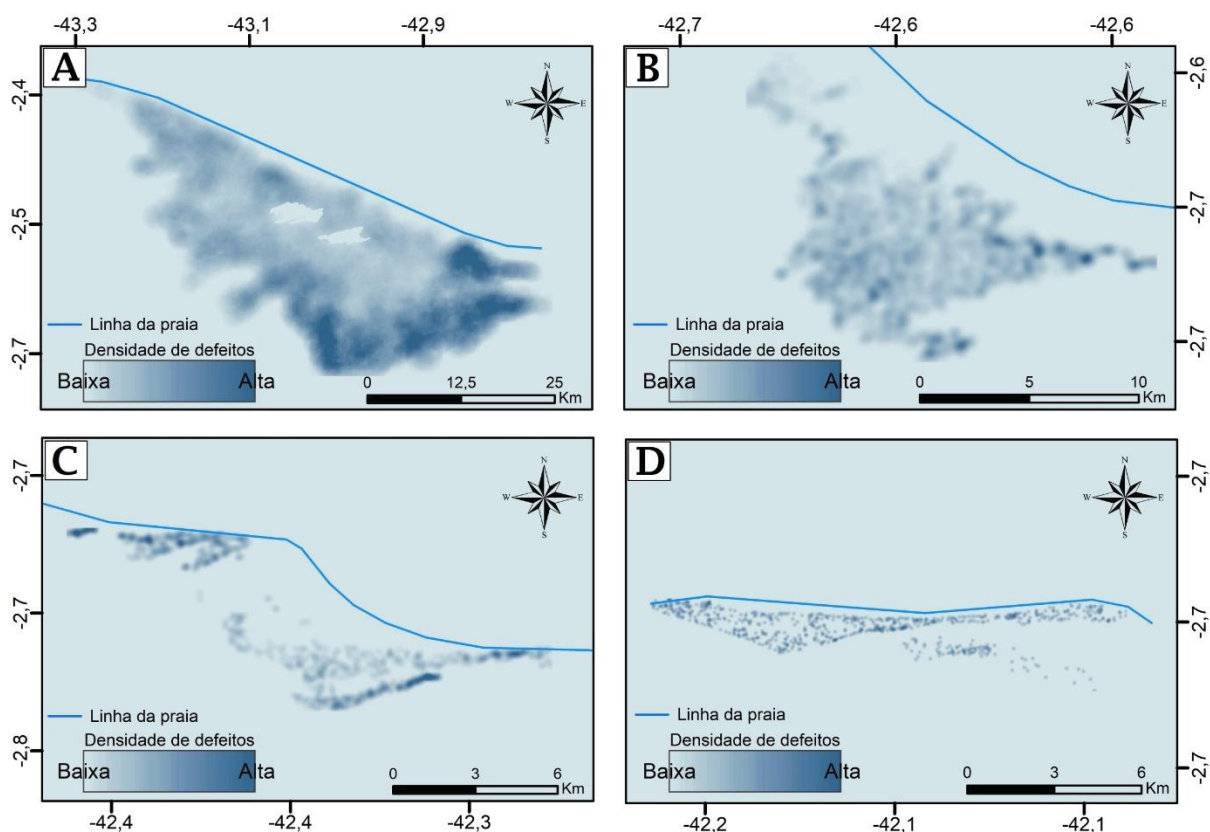 -43,3 -43,1 -42,9
A
N
W E
S
-2,4
-2,5
-2,7
Linha da praia
Densidade de defeitos
Baixa Alta
0 12,5 25
Km
-42,7 -42,6 -42,6
B
N
W E
S
-2,6
-2,7
-2,7
Linha da praia
Densidade de defeitos
Baixa Alta
0 5 10
Km
C
N
W E
S
-2,7
-2,7
-2,8
Linha da praia
Densidade de defeitos
Baixa Alta
0 3 6
Km
-42,4 -42,4 -42,3
D
N
W E
S
-2,7
-2,7
-2,7
Linha da praia
Densidade de defeitos
Baixa Alta
0 3 6
Km
-42,2 -42,1 -42,1